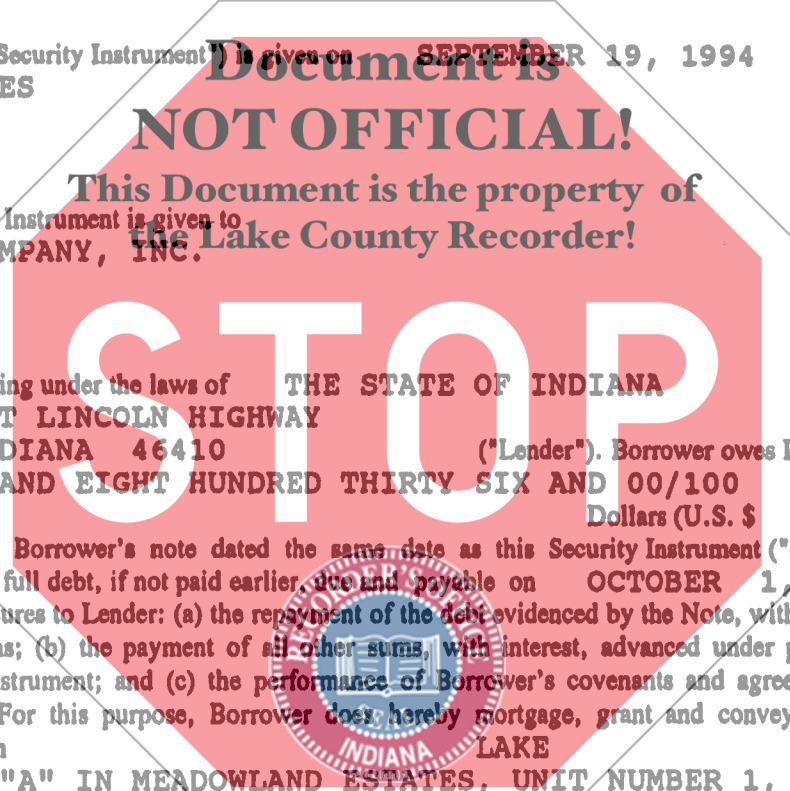 Security Instrument") is given on SEPTEMBER 19, 1994
Document is
ES
NOT OFFICIAL!
This Document is the property of
Instrument is given to
the Lake County Recorder!
MPANY, INC.
STOP
ing under the laws of THE STATE OF INDIANA
T LINCOLN HIGHWAY
DIANA 46410 ("Lender"). Borrower owes
AND EIGHT HUNDRED THIRTY SIX AND 00/100
Dollars (U.S. $
Borrower's note dated the same date as this Security Instrument ("
full debt, if not paid earlier, due and payable on OCTOBER 1,
ures to Lender: (a) the repayment of the debt evidenced by the Note, with
s; (b) the payment of all other sums, with interest, advanced under
strument; and (c) the performance of Borrower's covenants and agree
For this purpose, Borrower does hereby mortgage, grant and convey
RECORDER'S OFFICE
SEAL
INDIANA
LAKE
"A" IN MEADOWLAND ESTATES, UNIT NUMBER 1,